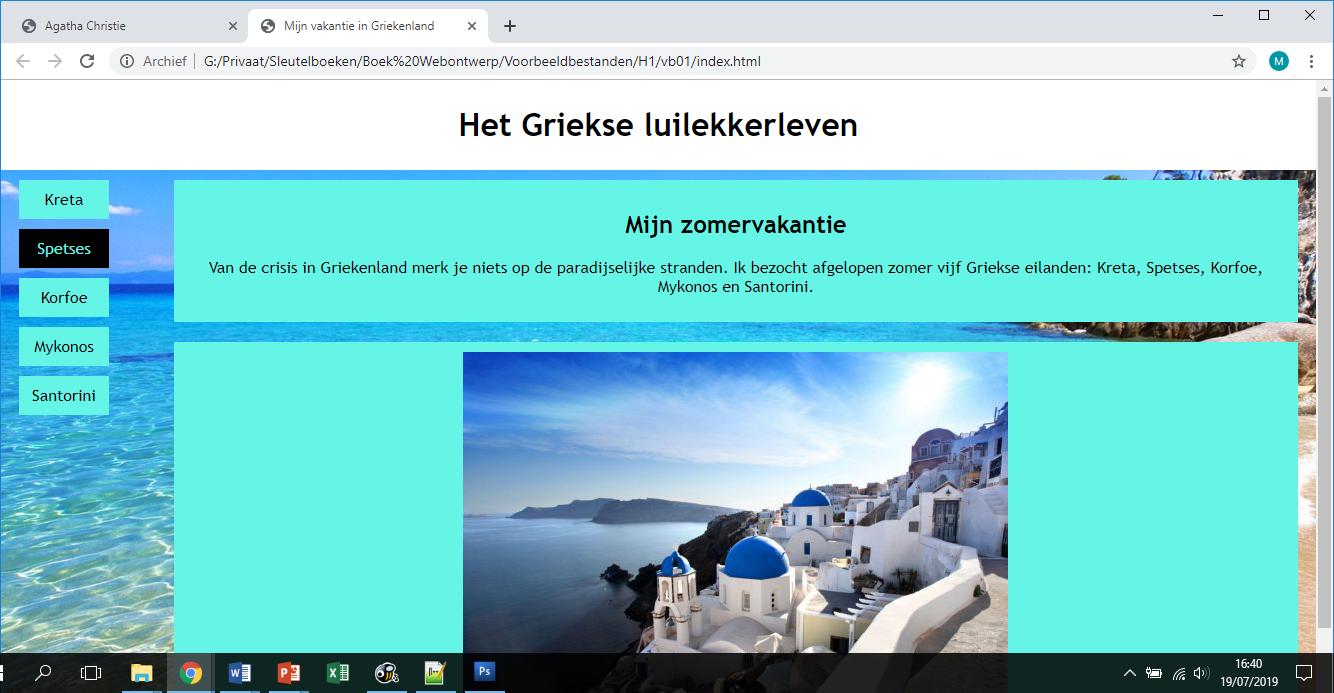 Agatha Christie
Mijn vakantie in Griekenland
Archief
G:/Privaat/Sleutelboeken/Boek%20Webontwerp/Voorbeeldbestanden/H1/vb01/index.html
M
Het Griekse luilekkerleven
Kreta
Spetses
Korfoe
Mykonos
Santorini
Mijn zomervakantie
Van de crisis in Griekenland merk je niets op de paradijselijke stranden. Ik bezocht afgelopen zomer vijf Griekse eilanden: Kreta, Spetses, Korfoe,
Mykonos en Santorini.
16:40
19/07/2019